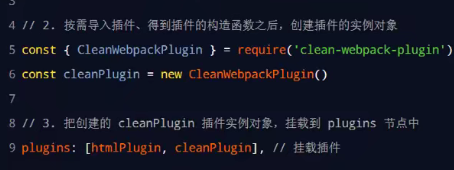 4 // 2. 按需导入插件、得到插件的构造函数之后，创建插件的实例对象
5 const { CleanWebpackPlugin } = require('clean-webpack-plugin')
6 const cleanPlugin = new CleanWebpackPlugin()
7
8 // 3. 把创建的 cleanPlugin 插件实例对象，挂载到 plugins 节点中
9 plugins: [htmlPlugin, cleanPlugin], // 挂载插件